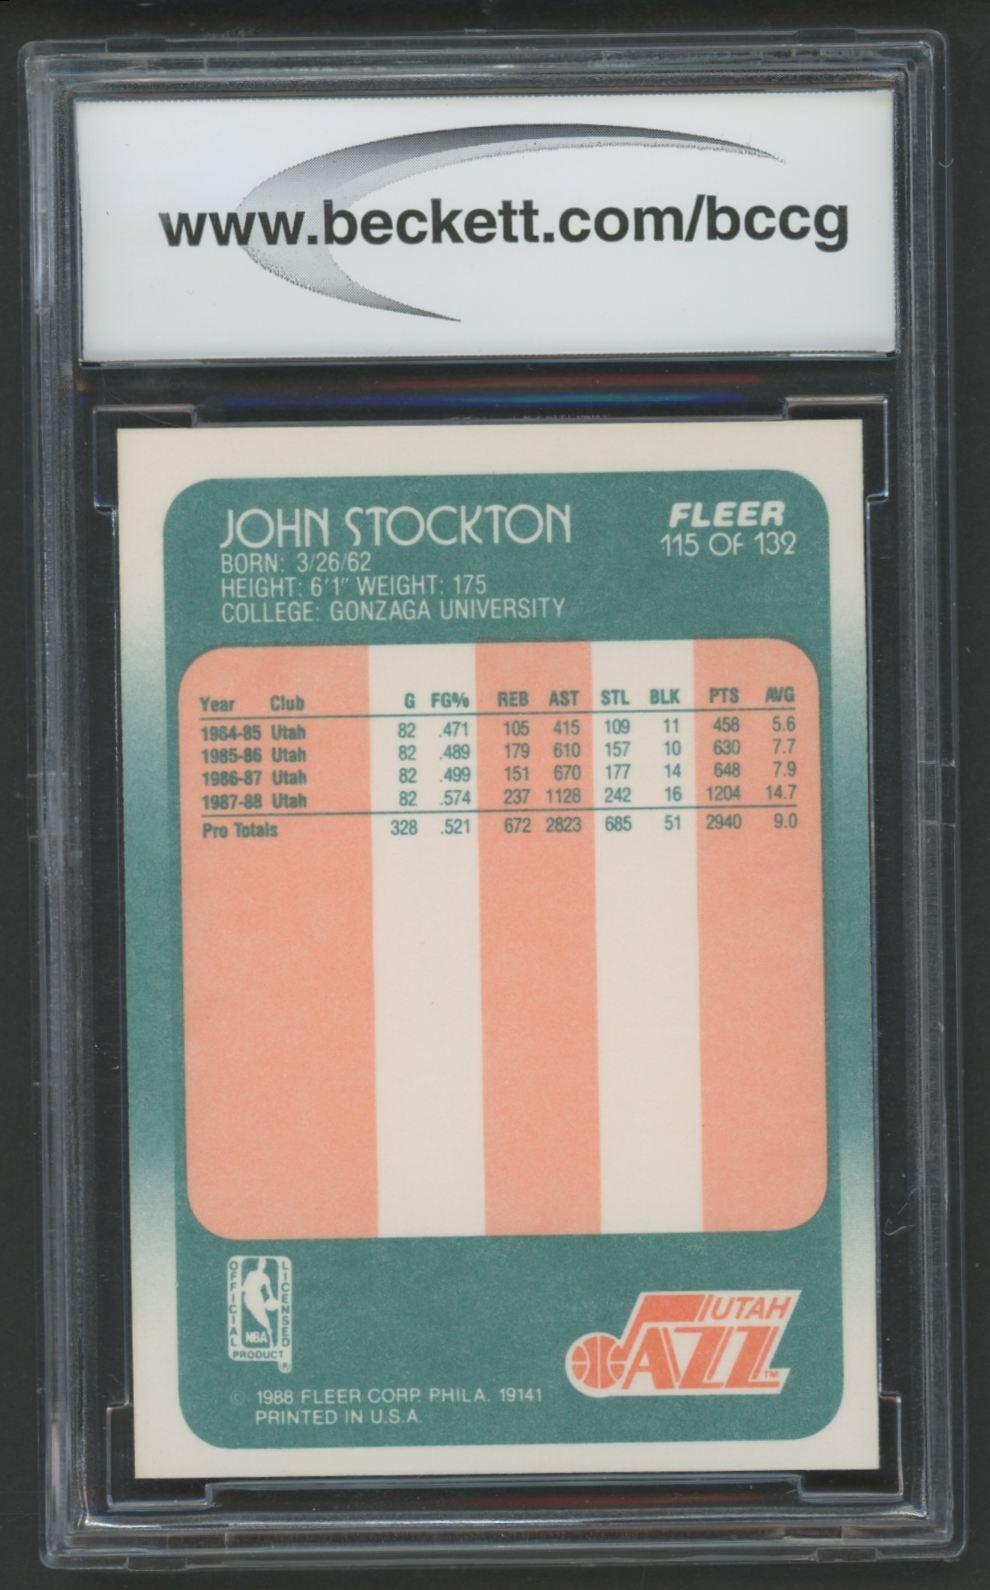 www.beckett.com/bccg
JOHN STOCKTON
BORN: 3/26/62
HEIGHT: 6'1" WEIGHT: 175
COLLEGE: GONZAGA UNIVERSITY
FLEER
115 OF 132
Year Club G FG% REB AST STL BLK PTS AVG
1984-85 Utah 82 .471 105 415 109 11 458 5.6
1985-86 Utah 82 .489 179 610 157 10 630 7.7
1986-87 Utah 82 .499 151 670 177 14 648 7.9
1987-88 Utah 82 .574 237 1128 242 16 1204 14.7
Pro Totals 328 .521 672 2823 685 51 2940 9.0
OFFICIAL
LICENSED
NBA
PRODUCT ®
UTAH
JAZZ ™
© 1988 FLEER CORP. PHILA. 19141
PRINTED IN U.S.A.